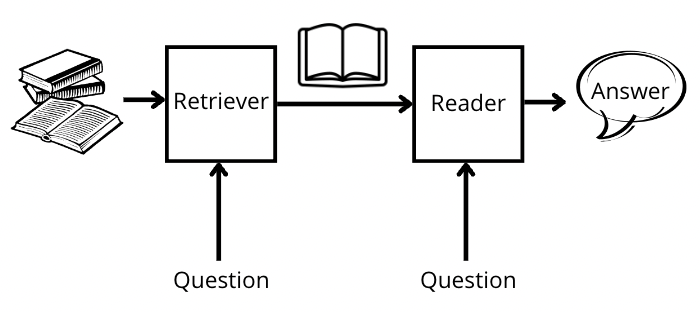 Retriever
Reader
Answer
Question
Question